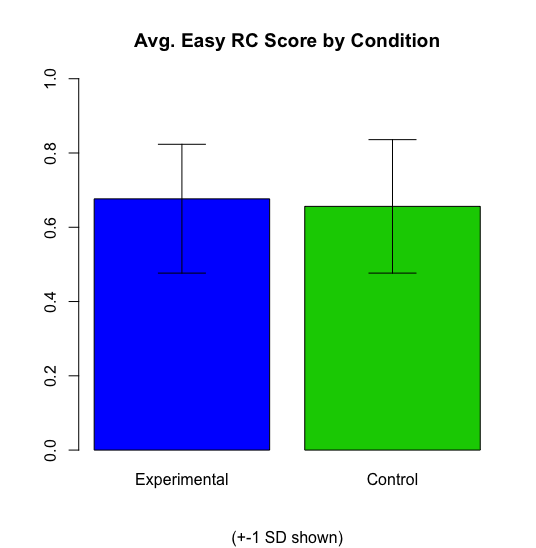 Avg. Easy RC Score by Condition
1.0
0.8
0.6
0.4
0.2
0.0
Experimental
Control
(+-1 SD shown)